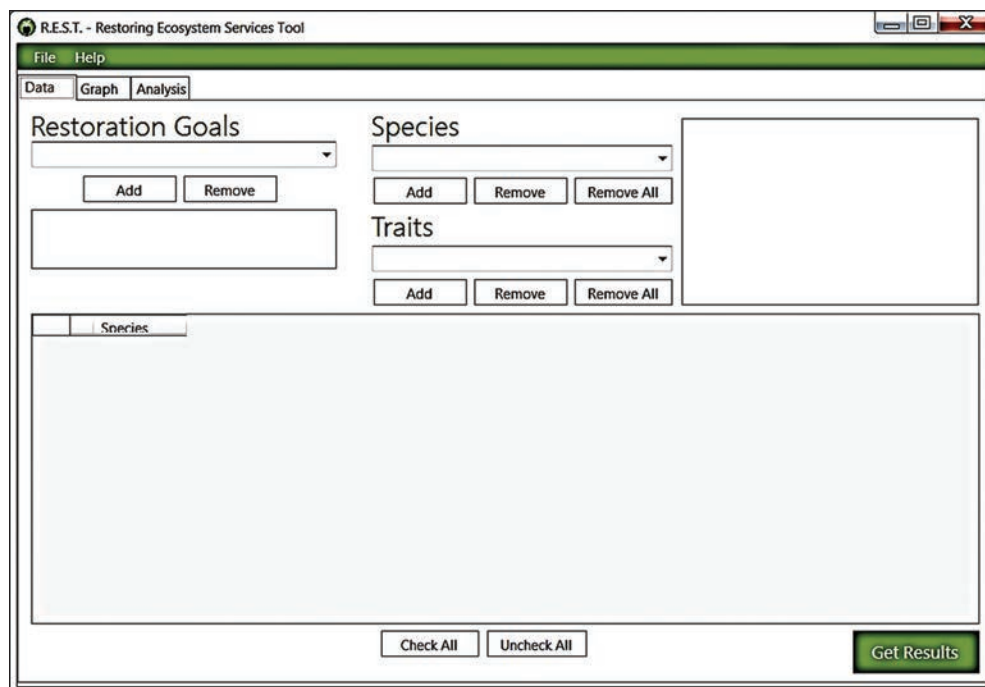 R.E.S.T. - Restoring Ecosystem Services Tool
File Help
Data Graph Analysis
Restoration Goals
Add Remove
Species
Add Remove Remove All
Traits
Add Remove Remove All
Species
Check All Uncheck All
Get Results